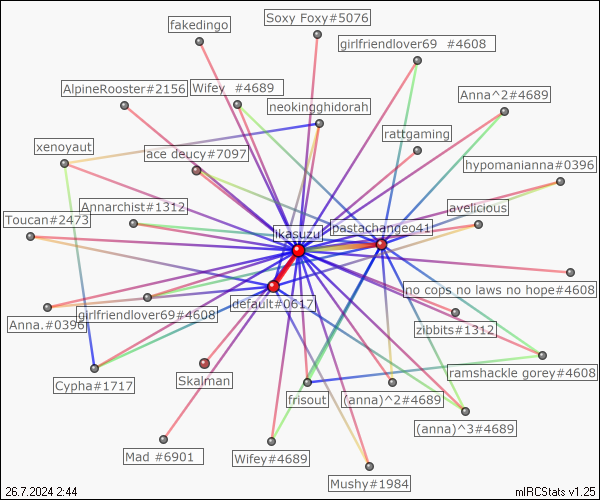 Soxy Foxy#5076
fakedingo
girlfriendlover69 #4608
AlpineRooster#2156
Wifey #4689
Anna^2#4689
neokingghidorah
rattgaming
xenoyaut
ace deucy#7097
hypomanianna#0396
Annarchist#1312
avelicious
Toucan#2473
pastachangeo41
ikasuzu
no cops no laws no hope#4608
default#0617
girlfriendlover69#4608
Anna.#0396
zibbits#1312
ramshackle gorey#4608
Skalman
Cypha#1717
frisout
(anna)^2#4689
(anna)^3#4689
Mad #6901
Wifey#4689
Mushy#1984
26.7.2024 2:44
mIRCStats v1.25